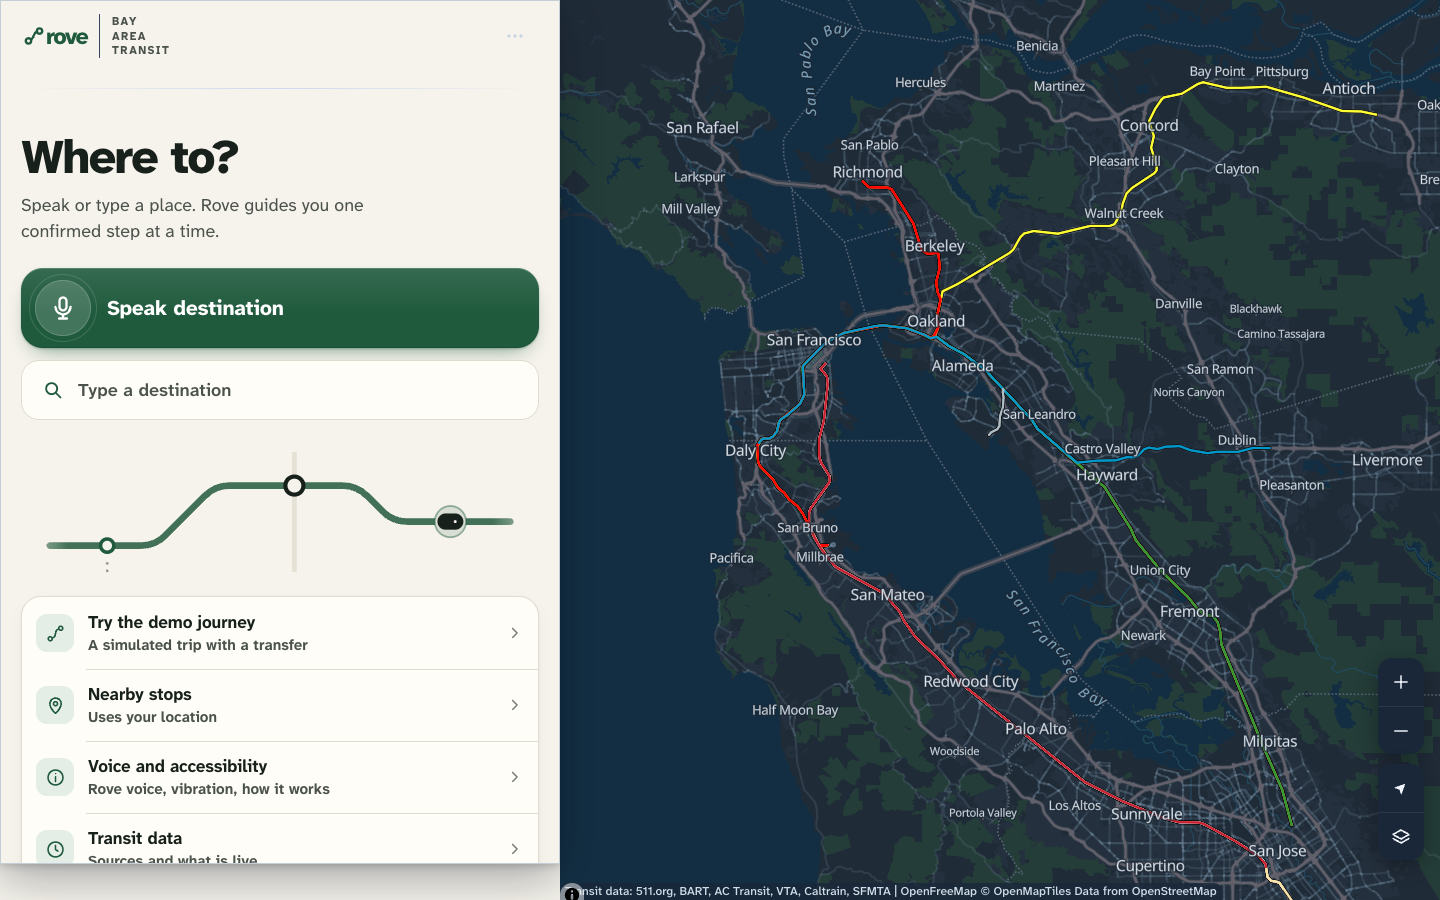 rove
BAY
AREA
TRANSIT
Where to?
Speak or type a place. Rove guides you one
confirmed step at a time.
Speak destination
Type a destination
Try the demo journey
A simulated trip with a transfer
Nearby stops
Uses your location
Voice and accessibility
Rove voice, vibration, how it works
Transit data
Sources and what is live
San Pablo Bay
Benicia
Bay Point
Pittsburg
Hercules
Martinez
Antioch
Oak
San Rafael
Concord
San Pablo
Pleasant Hill
Richmond
Clayton
Larkspur
Bre
Mill Valley
Walnut Creek
Berkeley
Danville
Blackhawk
Oakland
Camino Tassajara
San Francisco
Alameda
San Ramon
Norris Canyon
San Leandro
Daly City
Castro Valley
Dublin
Livermore
Hayward
Pleasanton
San Bruno
Pacifica
Millbrae
Union City
San Mateo
San Francisco Bay
Fremont
Newark
Redwood City
Half Moon Bay
Palo Alto
Milpitas
Woodside
Los Altos
Portola Valley
Sunnyvale
San Jose
Cupertino
nsit data: 511.org, BART, AC Transit, VTA, Caltrain, SFMTA | OpenFreeMap © OpenMapTiles Data from OpenStreetMap